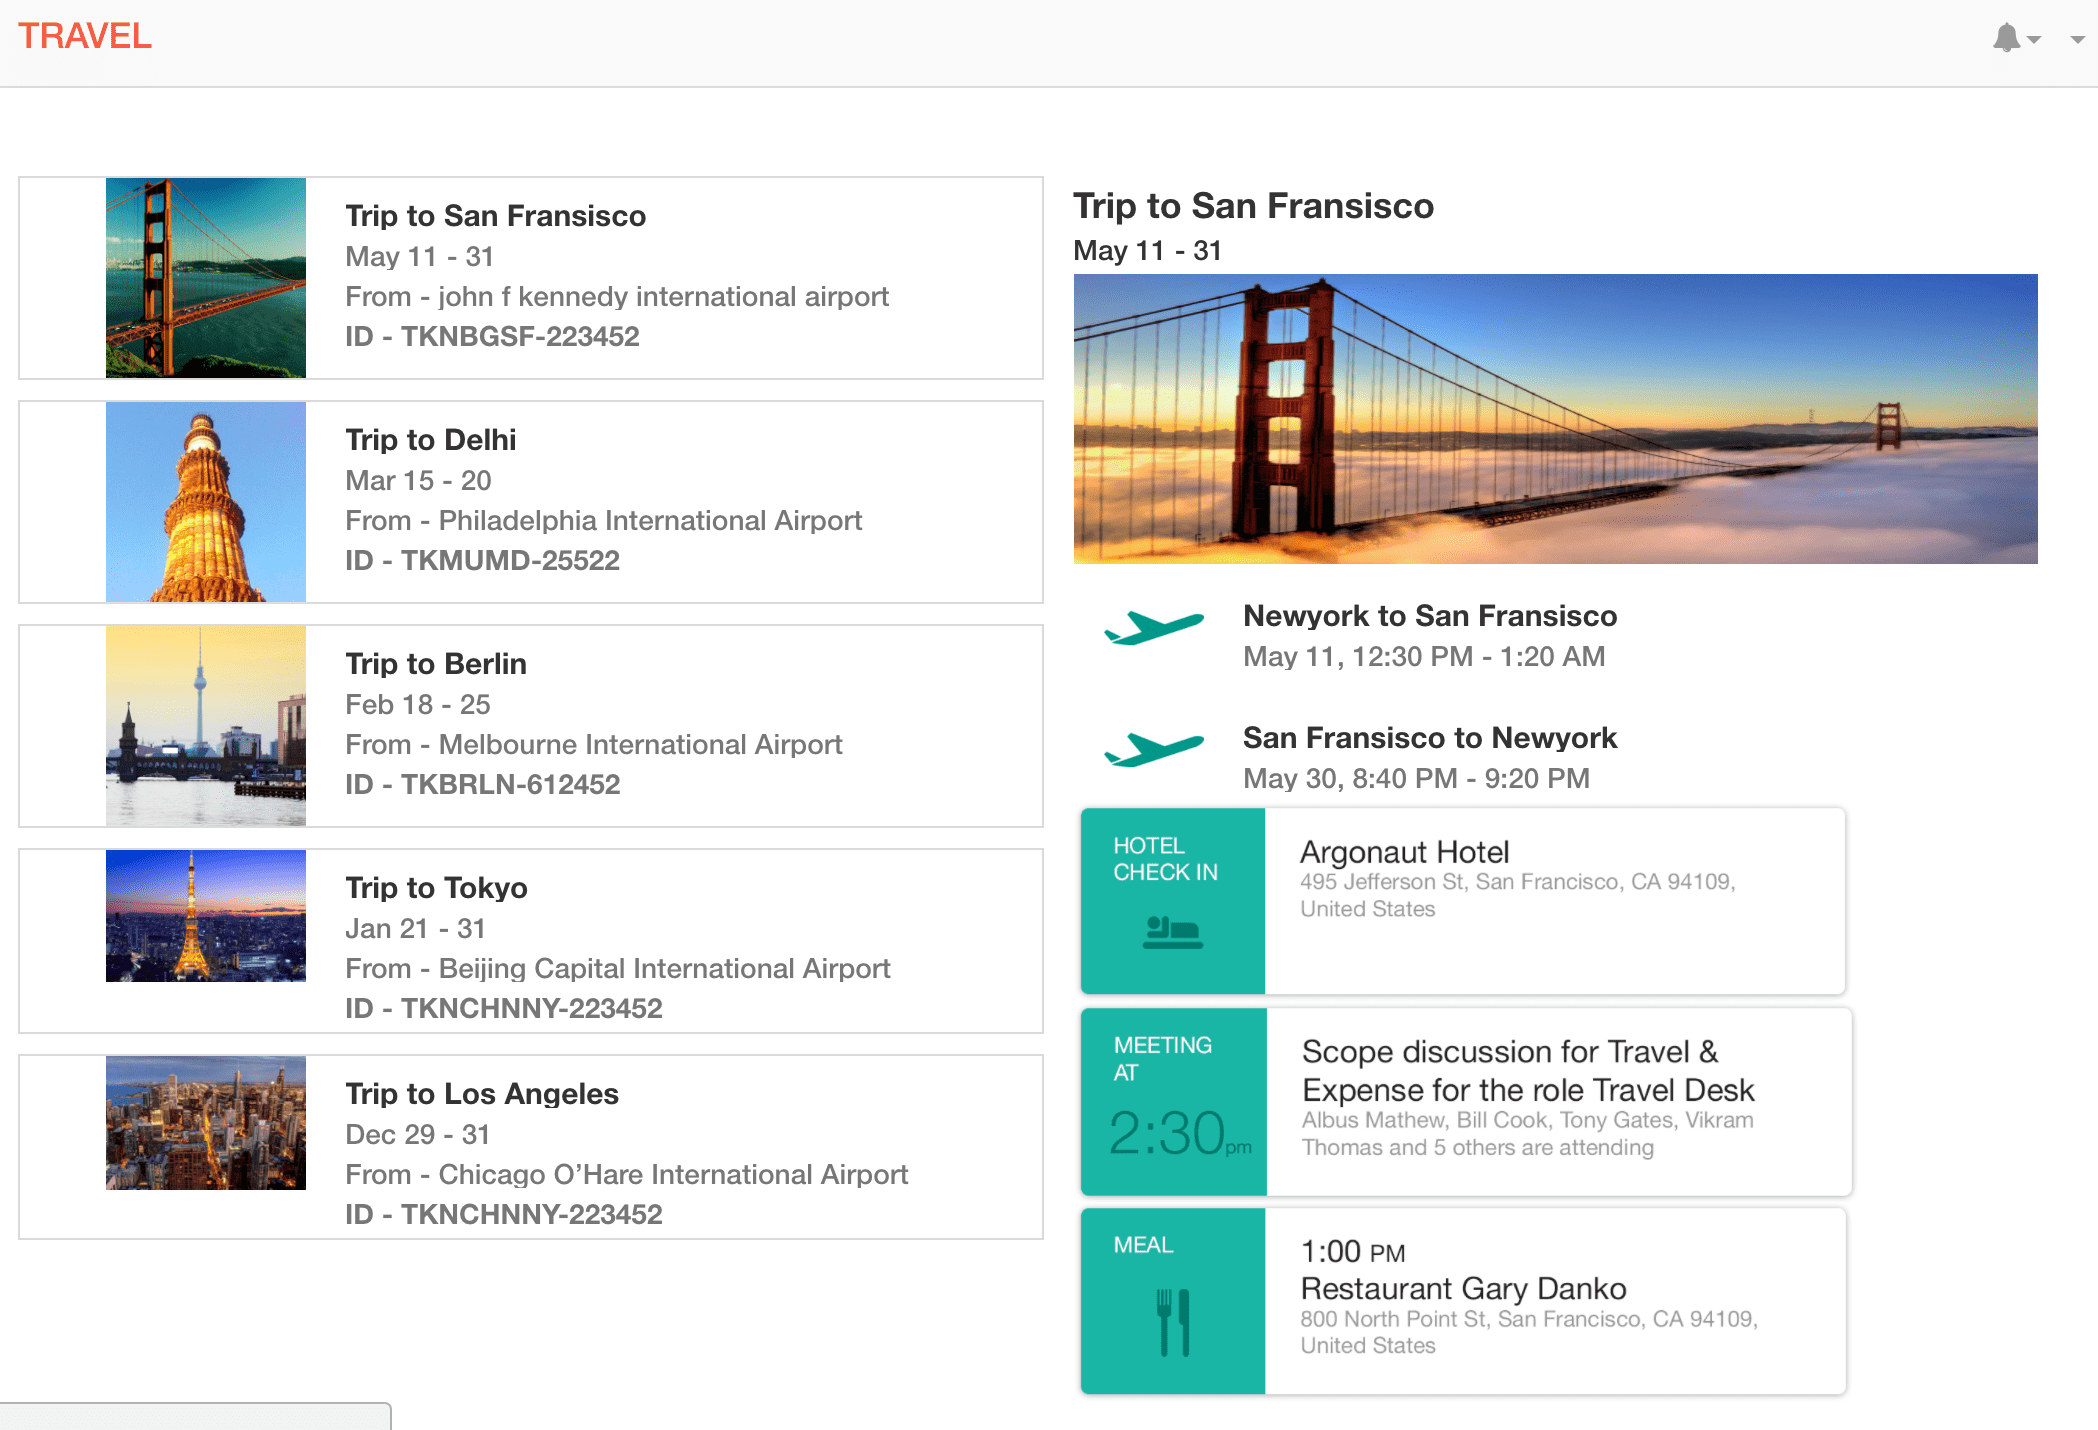 TRAVEL
Trip to San Fransisco
May 11 - 31
From - john f kennedy international airport
ID - TKNBGSF-223452
Trip to Delhi
Mar 15 - 20
From - Philadelphia International Airport
ID - TKMUMD-25522
Trip to Berlin
Feb 18 - 25
From - Melbourne International Airport
ID - TKBRLN-612452
Trip to Tokyo
Jan 21 - 31
From - Beijing Capital International Airport
ID - TKNCHNNY-223452
Trip to Los Angeles
Dec 29 - 31
From - Chicago O’Hare International Airport
ID - TKNCHNNY-223452
Trip to San Fransisco
May 11 - 31
Newyork to San Fransisco
May 11, 12:30 PM - 1:20 AM
San Fransisco to Newyork
May 30, 8:40 PM - 9:20 PM
HOTEL
CHECK IN
Argonaut Hotel
495 Jefferson St, San Francisco, CA 94109,
United States
MEETING
AT
2:30pm
Scope discussion for Travel &
Expense for the role Travel Desk
Albus Mathew, Bill Cook, Tony Gates, Vikram
Thomas and 5 others are attending
MEAL
1:00 PM
Restaurant Gary Danko
800 North Point St, San Francisco, CA 94109,
United States